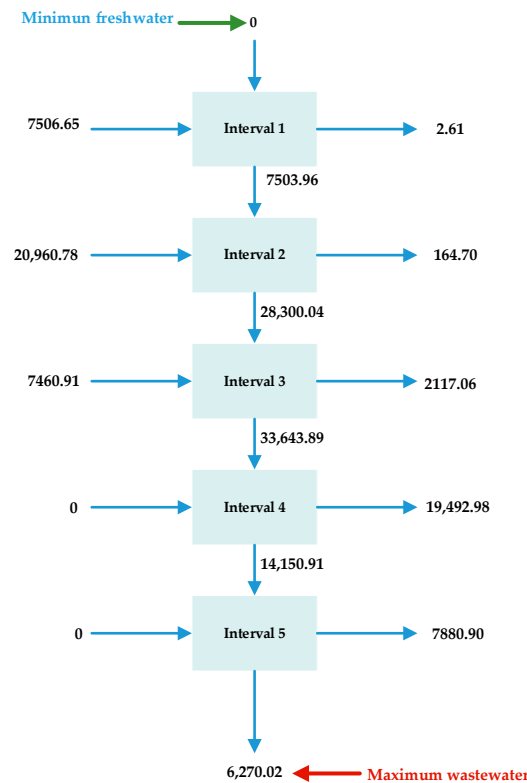 Minimun freshwater 0
7506.65 Interval 1 2.61
7503.96
20,960.78 Interval 2 164.70
28,300.04
7460.91 Interval 3 2117.06
33,643.89
0 Interval 4 19,492.98
14,150.91
0 Interval 5 7880.90
6,270.02 Maximum wastewater